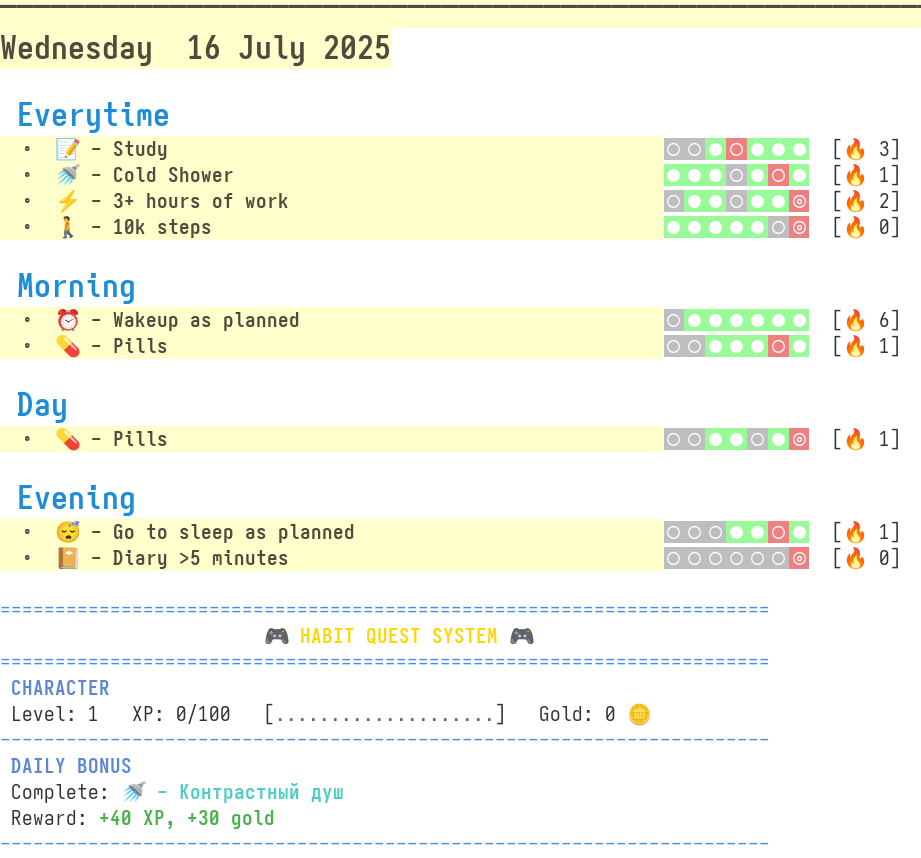 Wednesday  16 July 2025
Everytime
◦ 📝 - Study ○○●○●●● [🔥 3]
◦ 🚿 - Cold Shower ●●●○●○● [🔥 1]
◦ ⚡ - 3+ hours of work ○●●○●●◎ [🔥 2]
◦ 🚶 - 10k steps ●●●●●○◎ [🔥 0]
Morning
◦ ⏰ - Wakeup as planned ○●●●●●● [🔥 6]
◦ 💊 - Pills ○○●●●○● [🔥 1]
Day
◦ 💊 - Pills ○○●●○●◎ [🔥 1]
Evening
◦ 😴 - Go to sleep as planned ○○○●●○● [🔥 1]
◦ 📔 - Diary >5 minutes ○○○○○○◎ [🔥 0]
======================================================================
🎮 HABIT QUEST SYSTEM 🎮
======================================================================
CHARACTER
Level: 1   XP: 0/100   [....................]   Gold: 0 🪙
----------------------------------------------------------------------
DAILY BONUS
Complete: 🚿 - Контрастный душ
Reward: +40 XP, +30 gold
----------------------------------------------------------------------